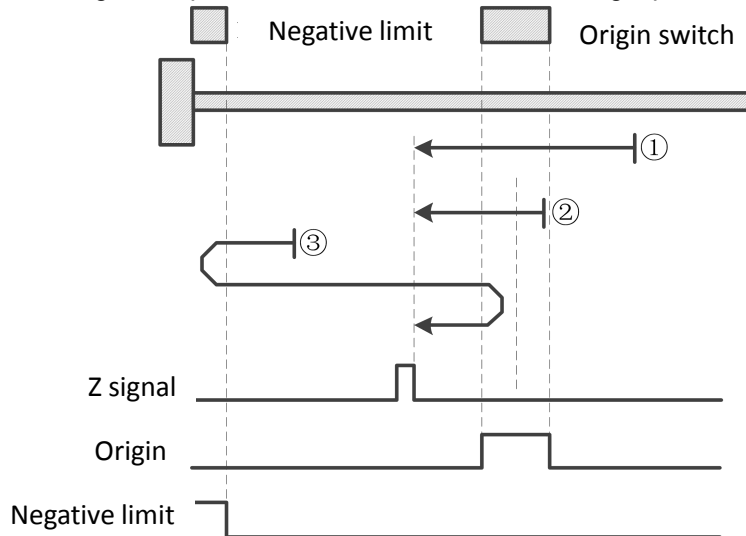 Negative limit
Origin switch
①
②
③
Z signal
Origin
Negative limit